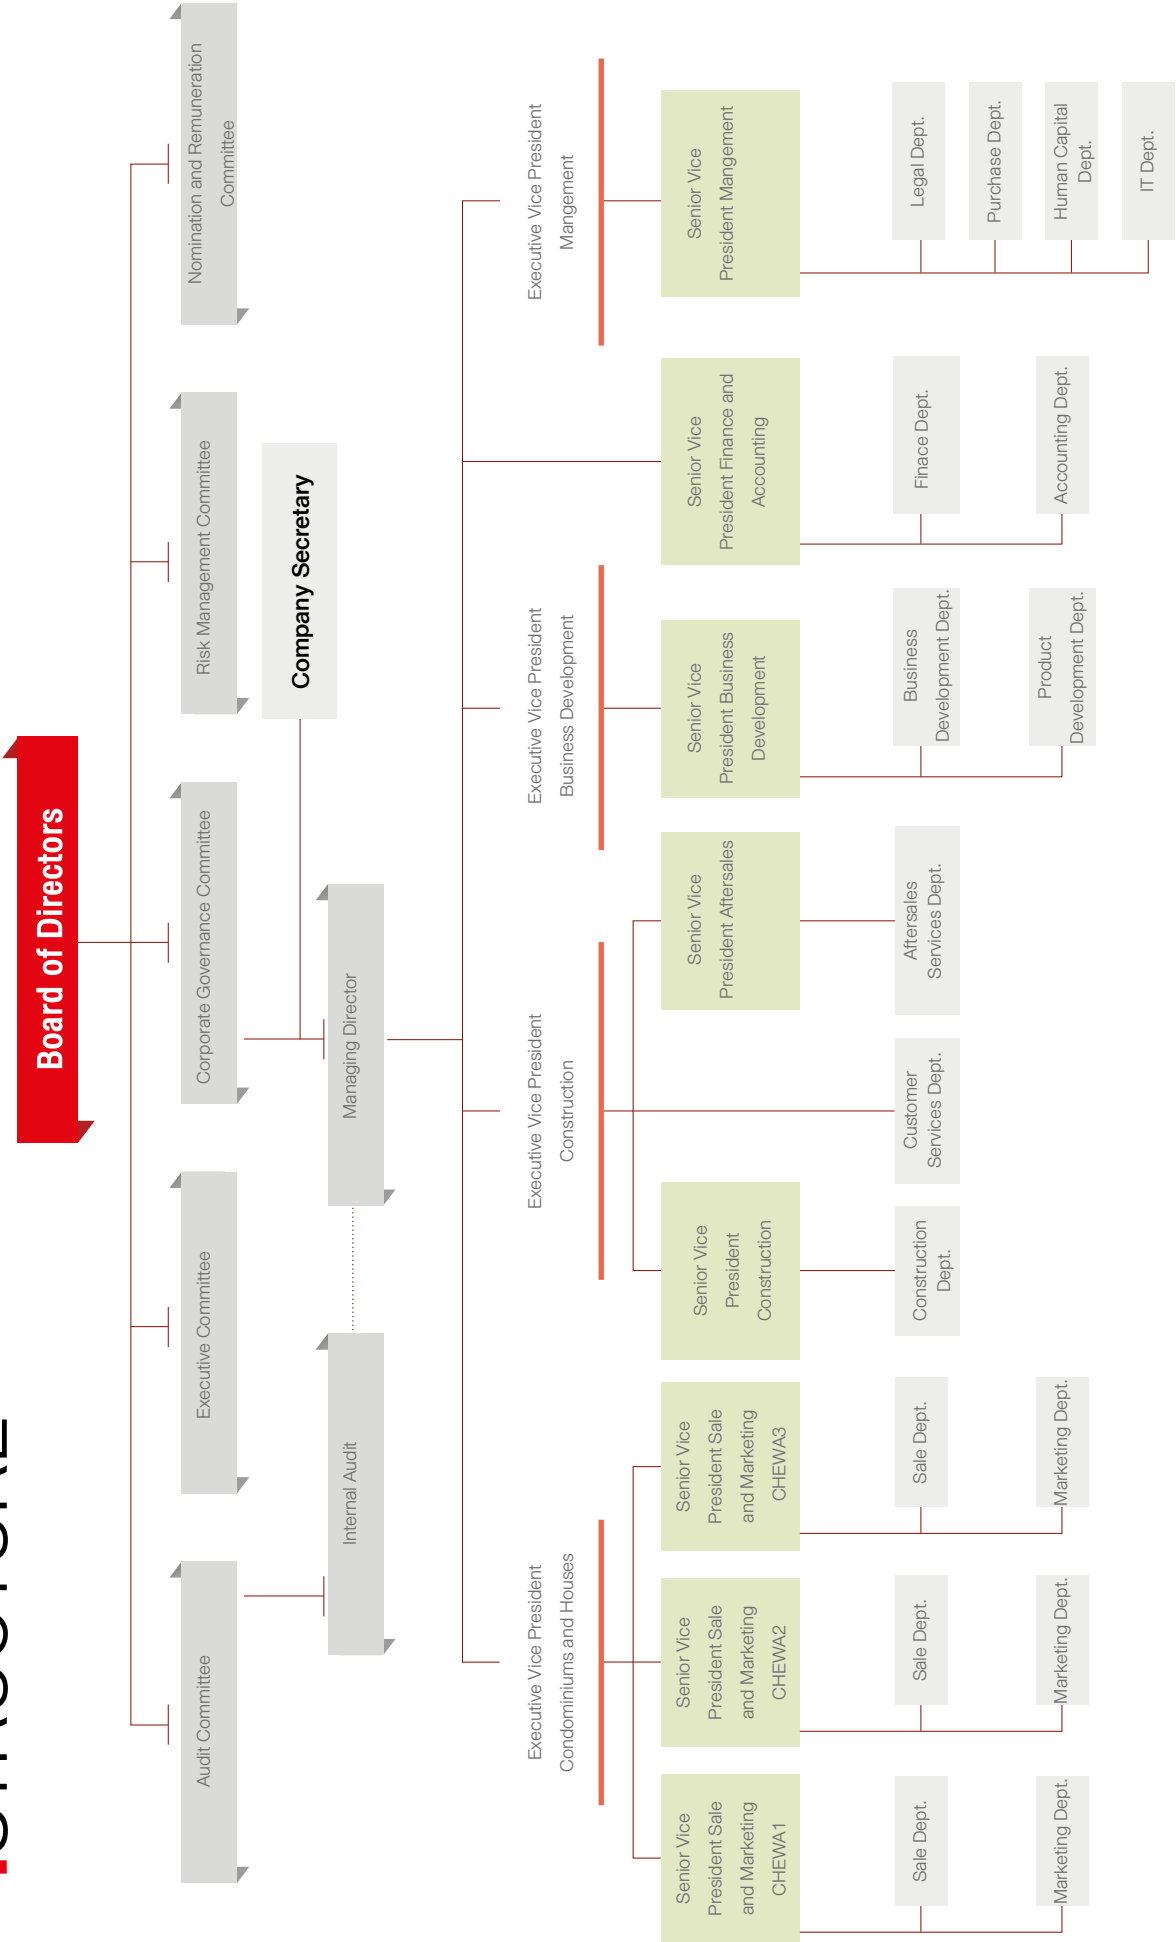 Board of Directors
Audit Committee
Executive Committee
Corporate Governance Committee
Risk Management Committee
Nomination and Remuneration
Committee
Company Secretary
Internal Audit
Managing Director
Executive Vice President
Condominiums and Houses
Executive Vice President
Construction
Executive Vice President
Business Development
Executive Vice President
Mangement
Senior Vice
President Sale
and Marketing
CHEWA1
Senior Vice
President Sale
and Marketing
CHEWA2
Senior Vice
President Sale
and Marketing
CHEWA3
Senior Vice
President
Construction
Senior Vice
President Aftersales
Senior Vice
President Business
Development
Senior Vice
President Finance and
Accounting
Senior Vice
President Mangement
Sale Dept.
Marketing Dept.
Sale Dept.
Marketing Dept.
Sale Dept.
Marketing Dept.
Construction
Dept.
Customer
Services Dept.
Aftersales
Services Dept.
Business
Development Dept.
Product
Development Dept.
Finace Dept.
Accounting Dept.
Legal Dept.
Purchase Dept.
Human Capital
Dept.
IT Dept.